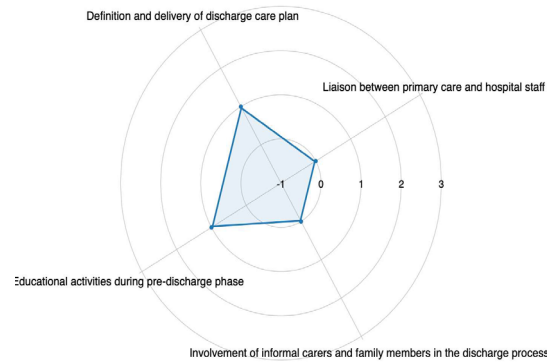 Definition and delivery of discharge care plan
Liaison between primary care and hospital staff
-1 0 1 2 3
Educational activities during pre-discharge phase
Involvement of informal carers and family members in the discharge process